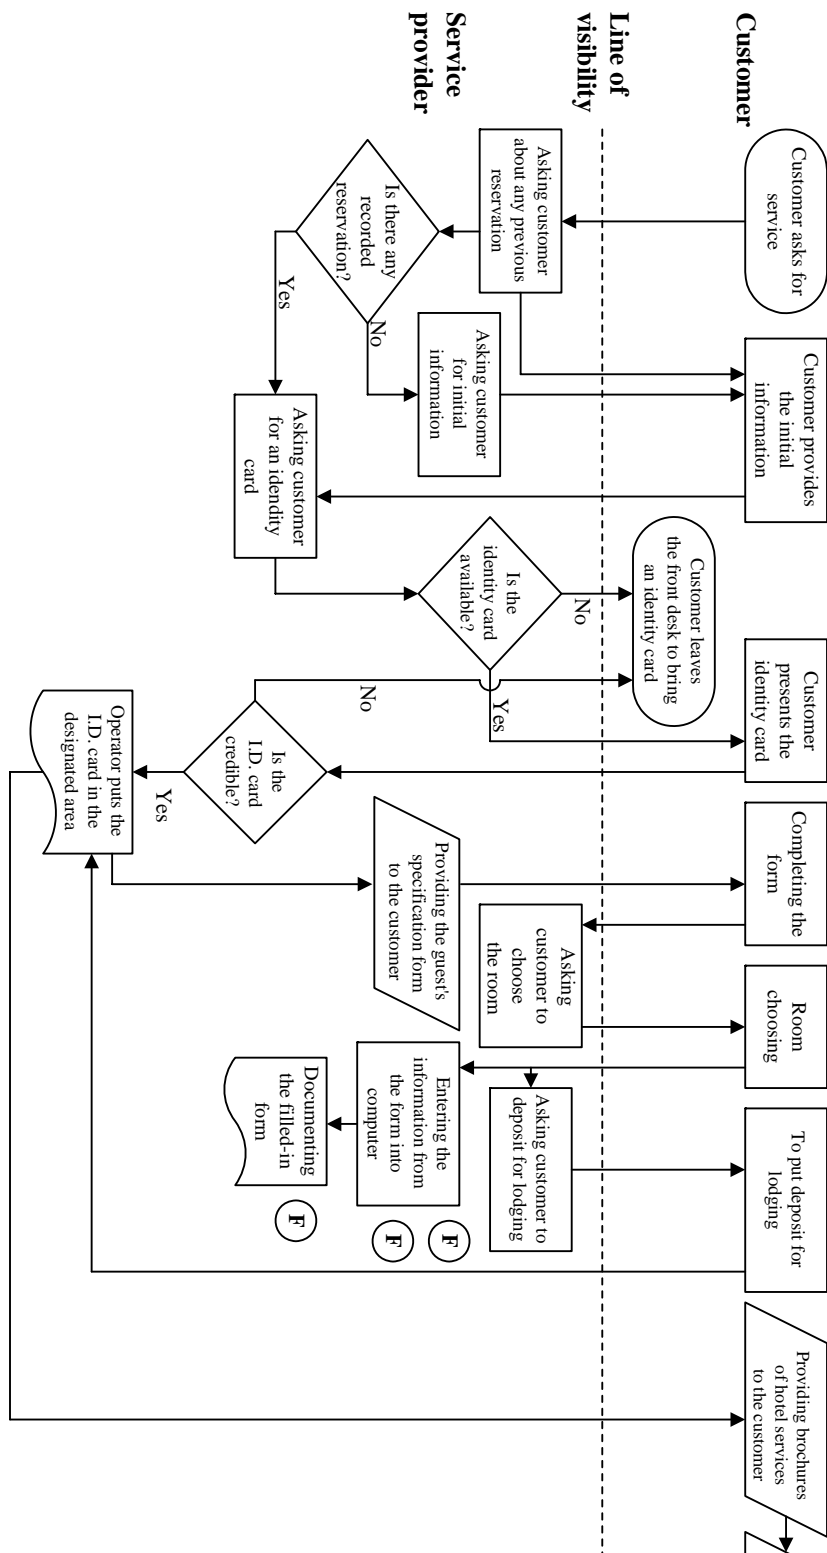 Customer
Line of
visibility
Service
provider
Customer asks for
service
Customer provides
the initial
information
Customer
presents the
identity card
Completing the
form
Room
choosing
To put deposit for
lodging
Providing brochures
of hotel services
to the customer
Customer leaves
the front desk to bring
an identity card
Asking customer
about any previous
reservation
Is there any
recorded
reservation?
Yes
No
Asking customer
for initial
information
Asking customer
for an idendity
card
Is the
identity card
available?
No
Yes
Is the
I.D. card
credible?
No
Yes
Operator puts the
I.D. card in the
designated area
Providing the guest's
specification form
to the customer
Asking
customer to
choose
the room
Asking customer to
deposit for lodging
Entering the
information from
the form into
computer
F
F
Documenting
the filled-in
form
F